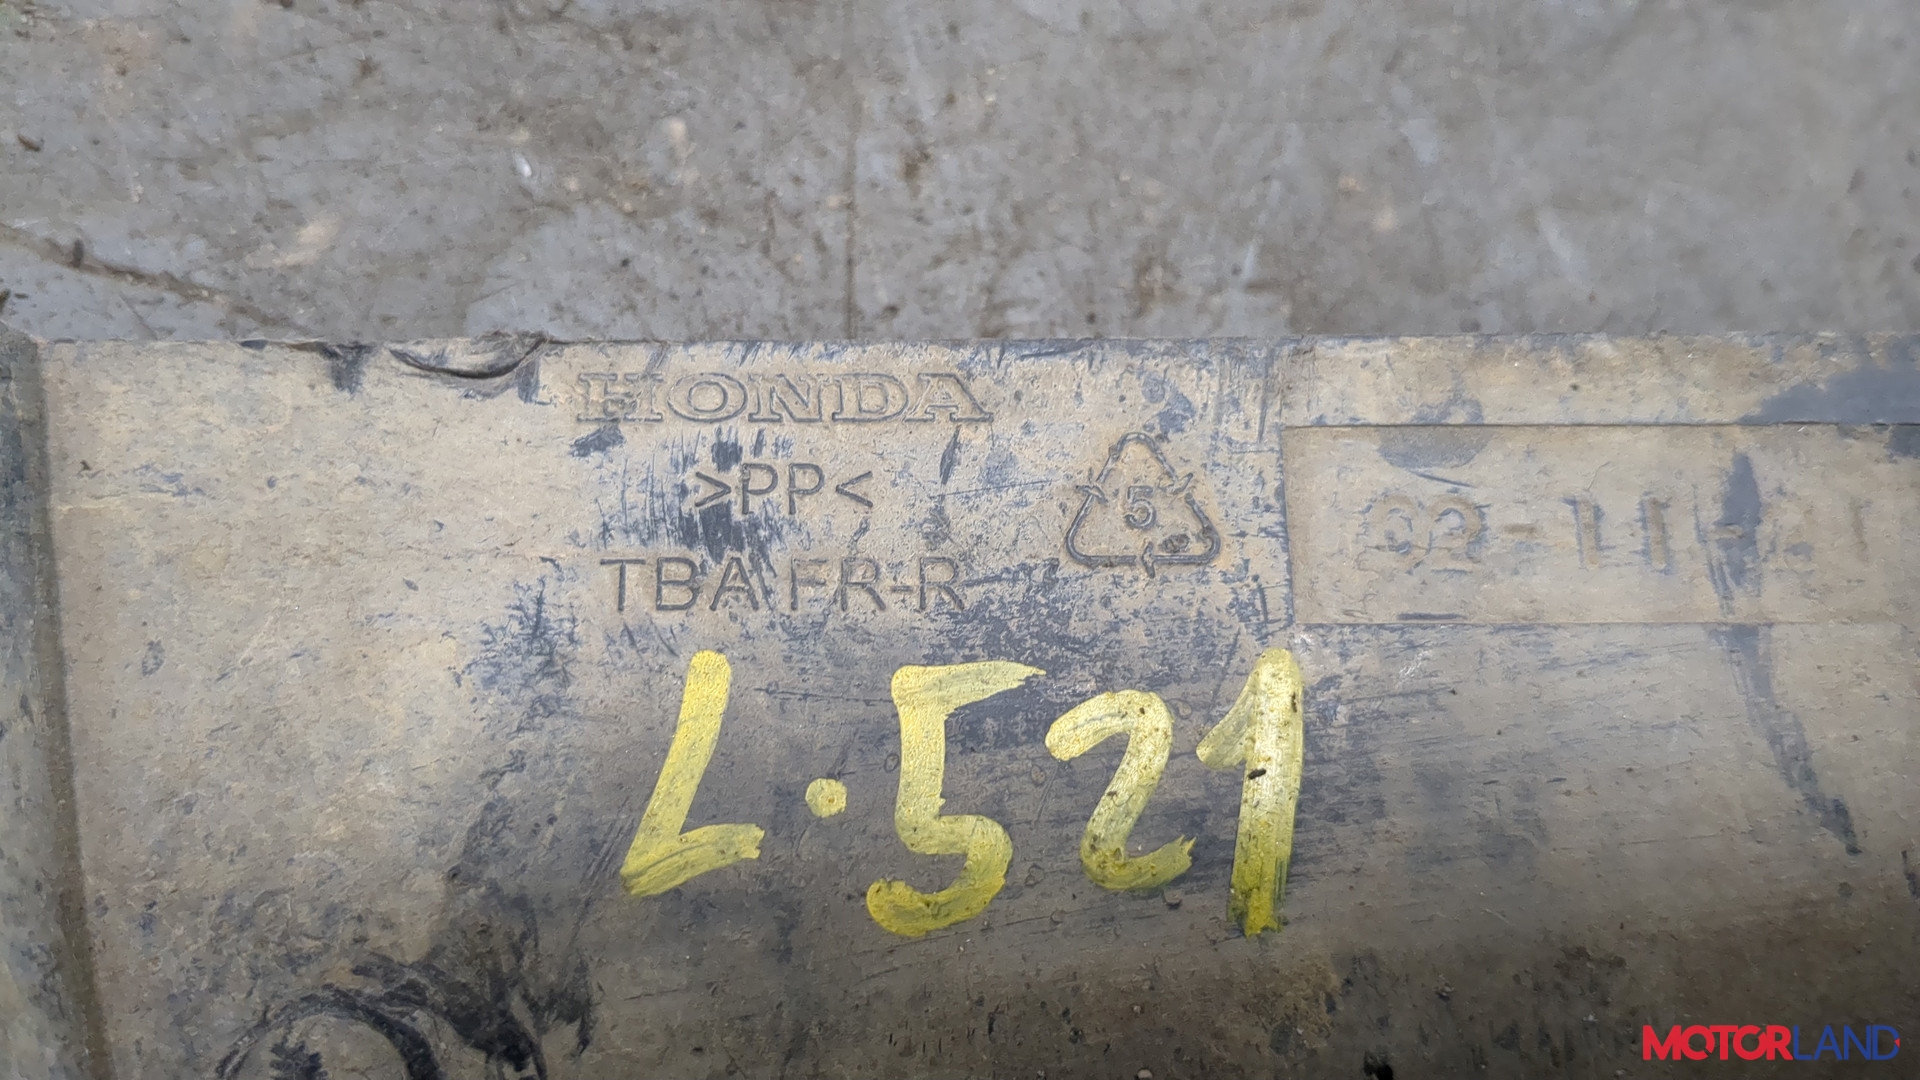 HONDA
>PP<
5
TBA FR-R
L.521
MOTORLAND